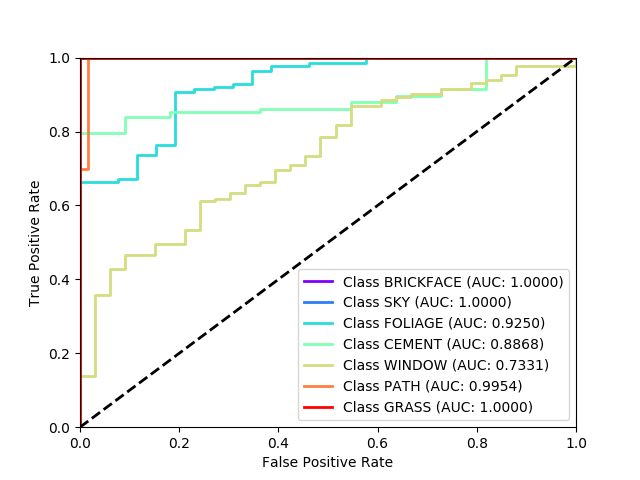 1.0
0.8
0.6
0.4
0.2
0.0
True Positive Rate
Class BRICKFACE (AUC: 1.0000)
Class SKY (AUC: 1.0000)
Class FOLIAGE (AUC: 0.9250)
Class CEMENT (AUC: 0.8868)
Class WINDOW (AUC: 0.7331)
Class PATH (AUC: 0.9954)
Class GRASS (AUC: 1.0000)
0.0 0.2 0.4 0.6 0.8 1.0
False Positive Rate